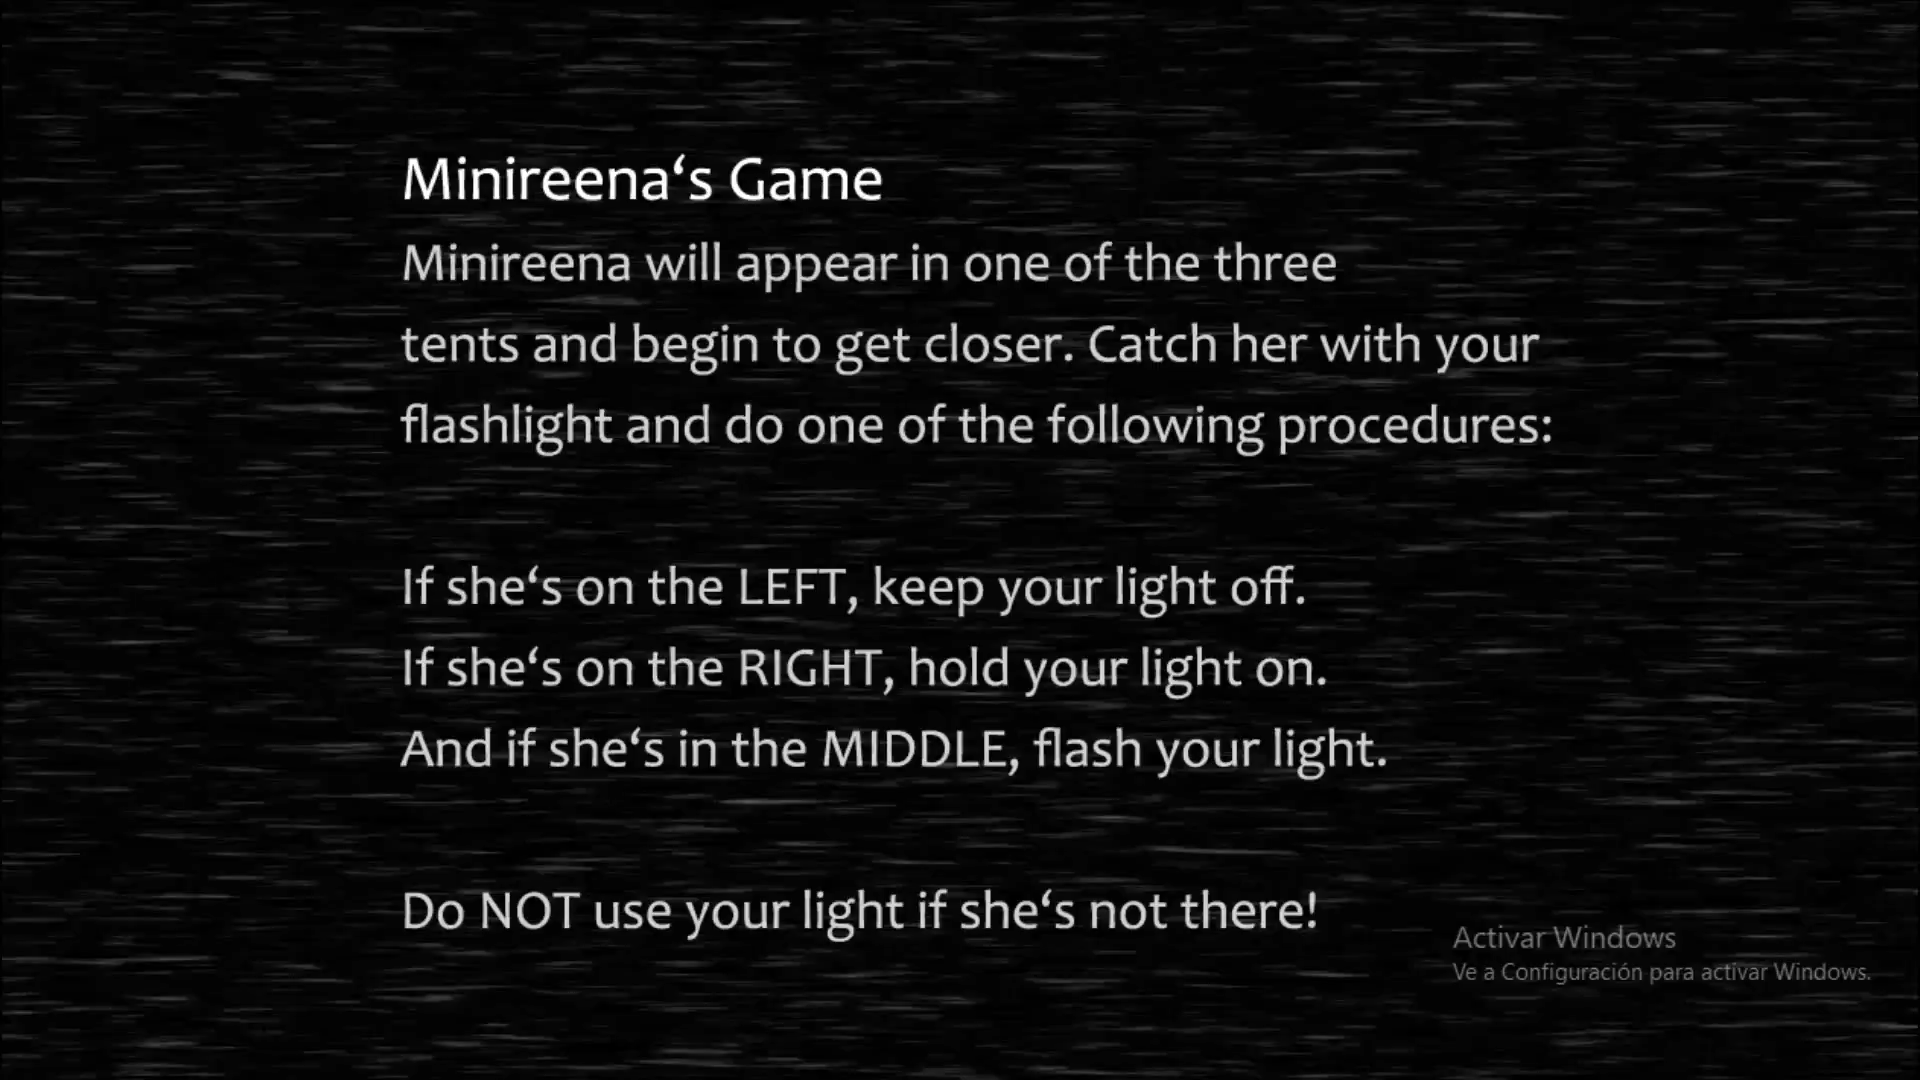 Minireena‘s Game
Minireena will appear in one of the three
tents and begin to get closer. Catch her with your
flashlight and do one of the following procedures:
If she‘s on the LEFT, keep your light off.
If she‘s on the RIGHT, hold your light on.
And if she‘s in the MIDDLE, flash your light.
Do NOT use your light if she‘s not there!
Activar Windows
Ve a Configuración para activar Windows.